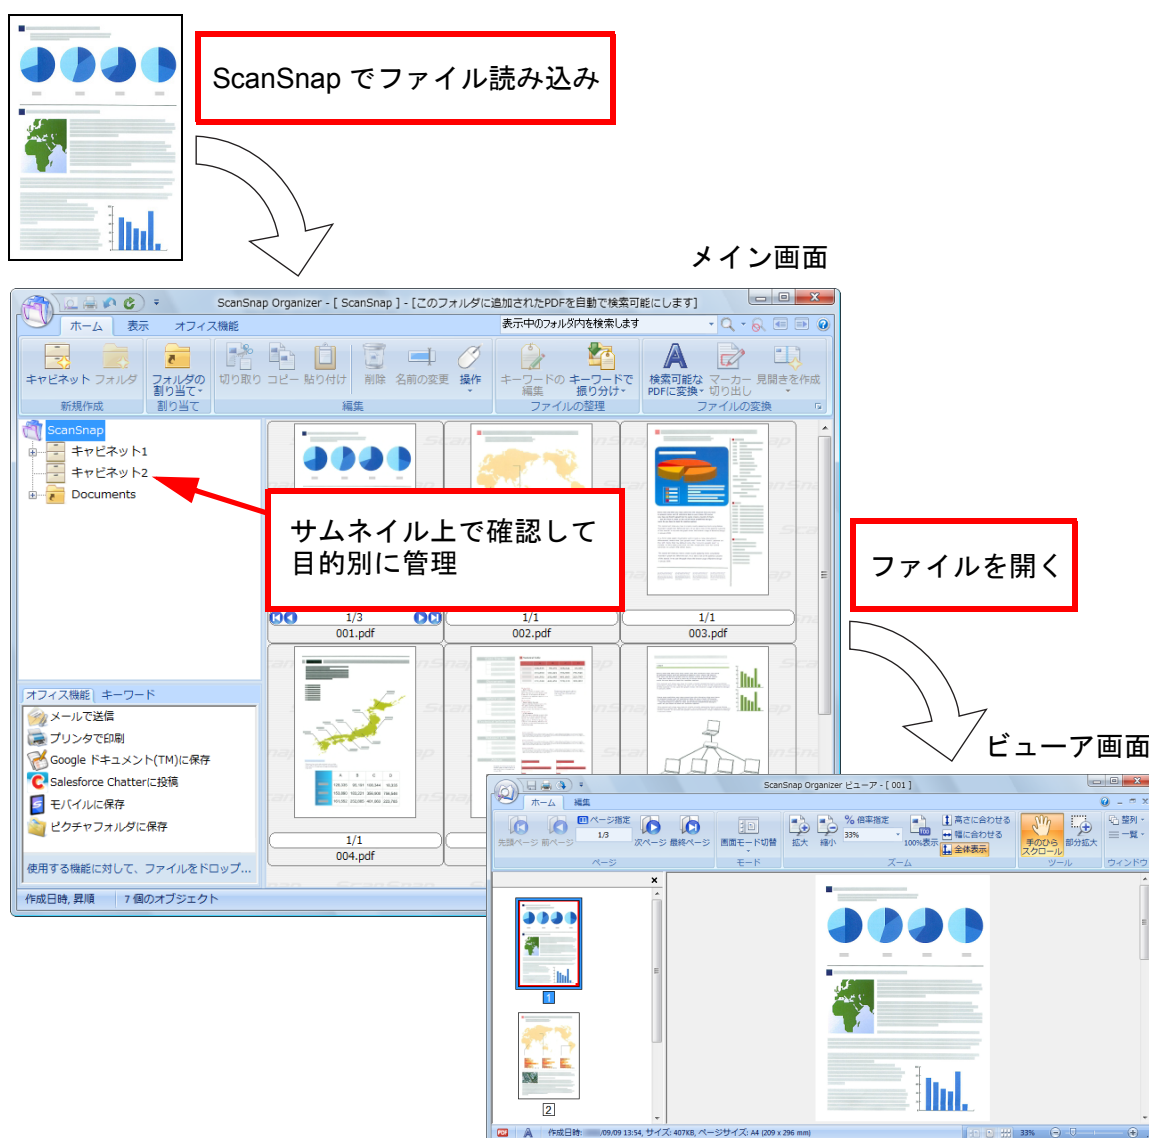 ScanSnap でファイル読み込み
メイン画面
ScanSnap Organizer - [ ScanSnap ] - [このフォルダに追加されたPDFを自動で検索可能にします]
ホーム 表示 オフィス機能
表示中のフォルダ内を検索します
キャビネット フォルダ
新規作成
フォルダの
割り当て
割り当て
切り取り コピー 貼り付け 削除 名前の変更 操作
編集
キーワードの
編集
キーワードで
振り分け
ファイルの整理
検索可能な
PDFに変換
マーカー
切り出し
見開きを作成
ファイルの変換
ScanSnap
キャビネット1
キャビネット2
Documents
サムネイル上で確認して
目的別に管理
1/3
001.pdf
1/1
002.pdf
1/1
003.pdf
ファイルを開く
オフィス機能 キーワード
メールで送信
プリンタで印刷
Google ドキュメント(TM)に保存
Salesforce Chatterに投稿
モバイルに保存
ピクチャフォルダに保存
使用する機能に対して、ファイルをドロップ...
A B C D
1/1
004.pdf
作成日時, 昇順 7 個のオブジェクト
ビューア画面
ScanSnap Organizer ビューア - [ 001 ]
ホーム 編集
先頭ページ 前ページ
ページ指定
1/3
次ページ 最終ページ
ページ
画面モード切替
モード
拡大 縮小
% 倍率指定
33%
100%表示
高さに合わせる
幅に合わせる
全体表示
ズーム
手のひら
スクロール
部分拡大
ツール
整列
一覧
ウィンドウ
1
2
作成日時: /09/09 13:54, サイズ: 407KB, ページサイズ: A4 (209 x 296 mm)
33%